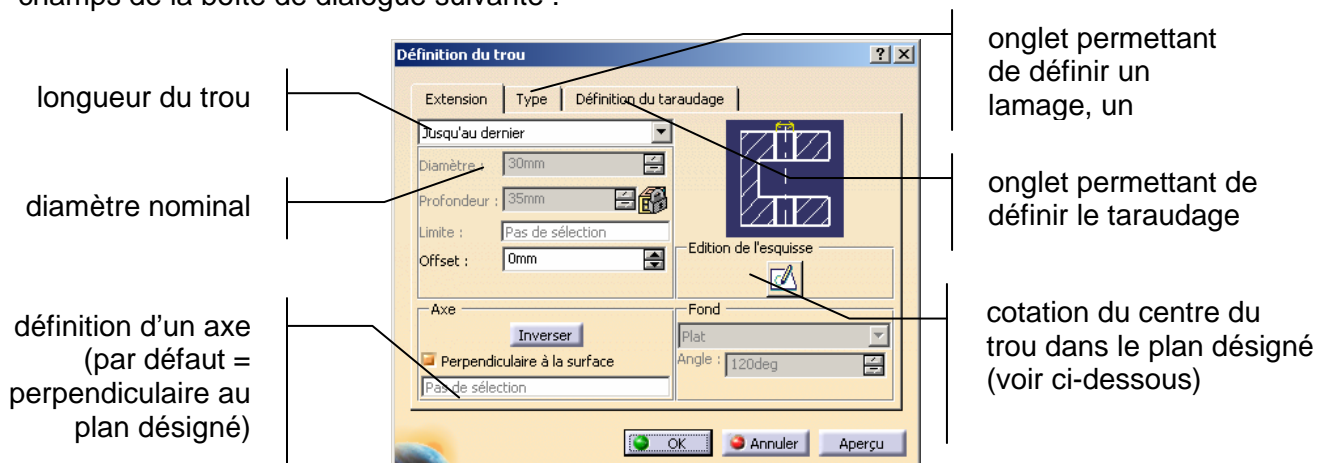 champs de la boîte de dialogue suivante :
longueur du trou
diamètre nominal
définition d'un axe
(par défaut =
perpendiculaire au
plan désigné)
Définition du trou
Extension
Type
Définition du taraudage
Jusqu'au dernier
Diamètre :
30mm
Profondeur :
35mm
Limite :
Pas de sélection
Offset :
0mm
Edition de l'esquisse
Axe
Inverser
Perpendiculaire à la surface
Pas de sélection
Fond
Plat
Angle :
120deg
OK
Annuler
Aperçu
onglet permettant
de définir un
lamage, un
onglet permettant de
définir le taraudage
cotation du centre du
trou dans le plan désigné
(voir ci-dessous)